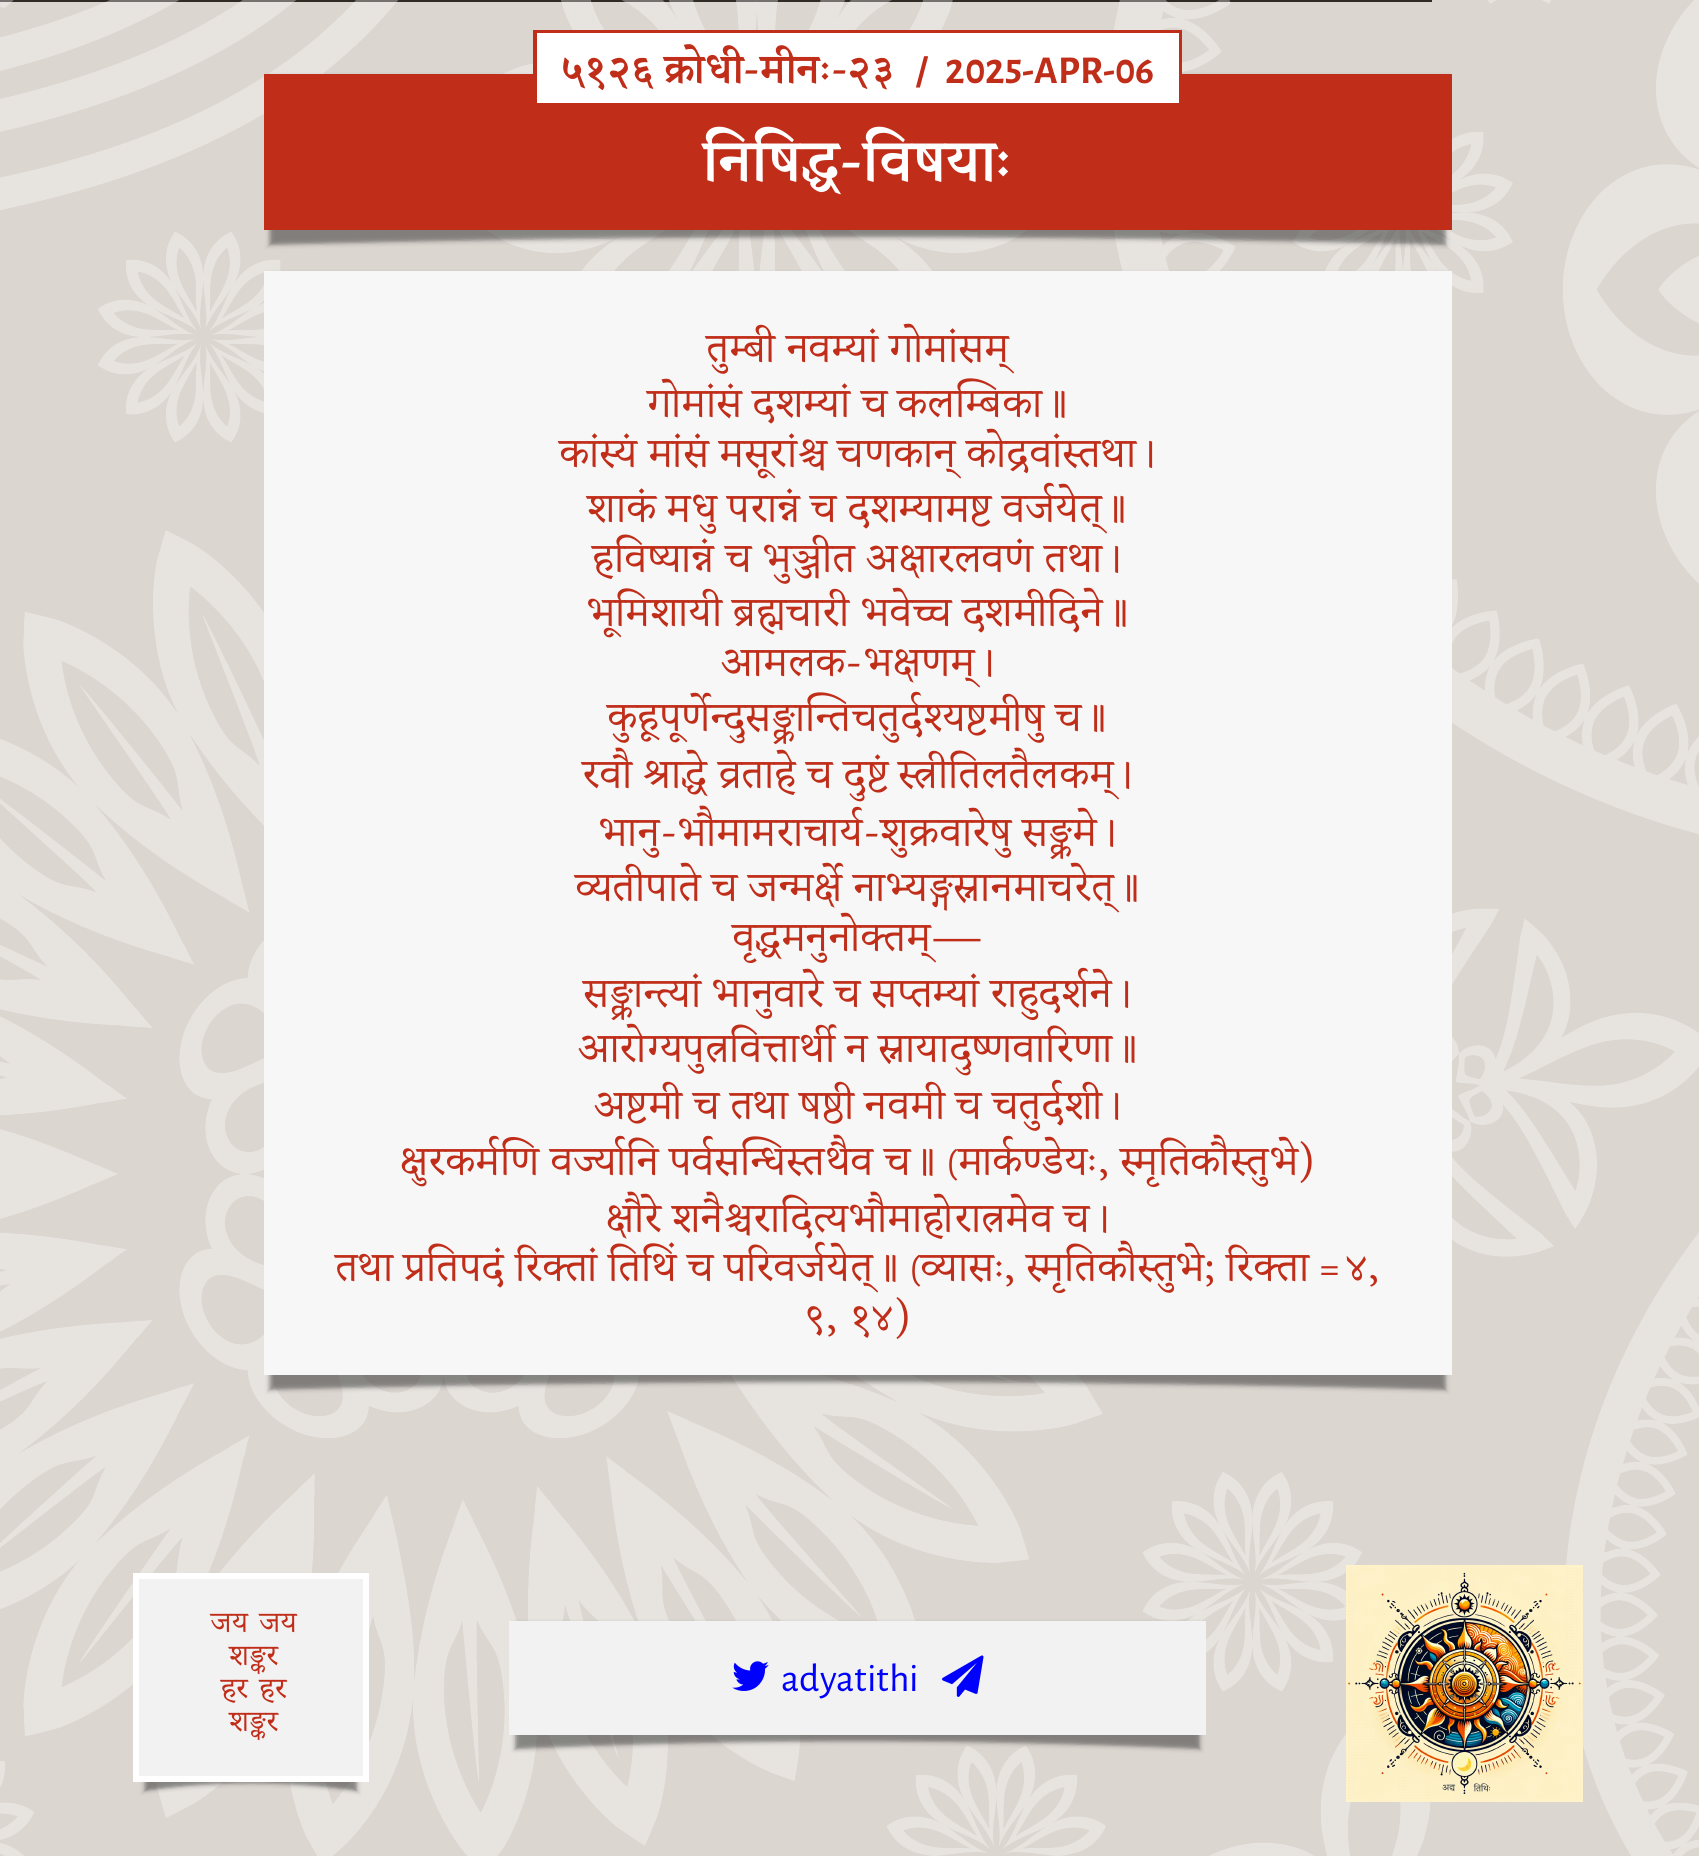 ५१२६ क्रोधी-मीनः-२३ / 2025-APR-06
निषिद्ध-विषयाः
तुम्बी नवम्यां गोमांसम्
गोमांसं दशम्यां च कलम्बिका॥
कांस्यं मांसं मसूरांश्च चणकान् कोद्रवांस्तथा।
शाकं मधु परान्नं च दशम्यामष्ट वर्जयेत्॥
हविष्यान्नं च भुञ्जीत अक्षारलवणं तथा।
भूमिशायी ब्रह्मचारी भवेच्च दशमीदिने॥
आमलक-भक्षणम्।
कुहूपूर्णेन्दुसङ्क्रान्तिचतुर्दश्यष्टमीषु च॥
रवौ श्राद्धे व्रताहे च दुष्टं स्त्रीतिलतैलकम्।
भानु-भौमामराचार्य-शुक्रवारेषु सङ्क्रमे।
व्यतीपाते च जन्मर्क्षे नाभ्यङ्गस्नानमाचरेत्॥
वृद्धमनुनोक्तम्—
सङ्क्रान्त्यां भानुवारे च सप्तम्यां राहुदर्शने।
आरोग्यपुत्रवित्तार्थी न स्नायादुष्णवारिणा॥
अष्टमी च तथा षष्ठी नवमी च चतुर्दशी।
क्षुरकर्मणि वर्ज्यानि पर्वसन्धिस्तथैव च॥ (मार्कण्डेयः, स्मृतिकौस्तुभे)
क्षौरे शनैश्चरादित्यभौमाहोरात्रमेव च।
तथा प्रतिपदं रिक्तां तिथिं च परिवर्जयेत्॥ (व्यासः, स्मृतिकौस्तुभे; रिक्ता = ४,
९, १४)
जय जय
शङ्कर
हर हर
शङ्कर
adyatithi
अद्य तिथिः